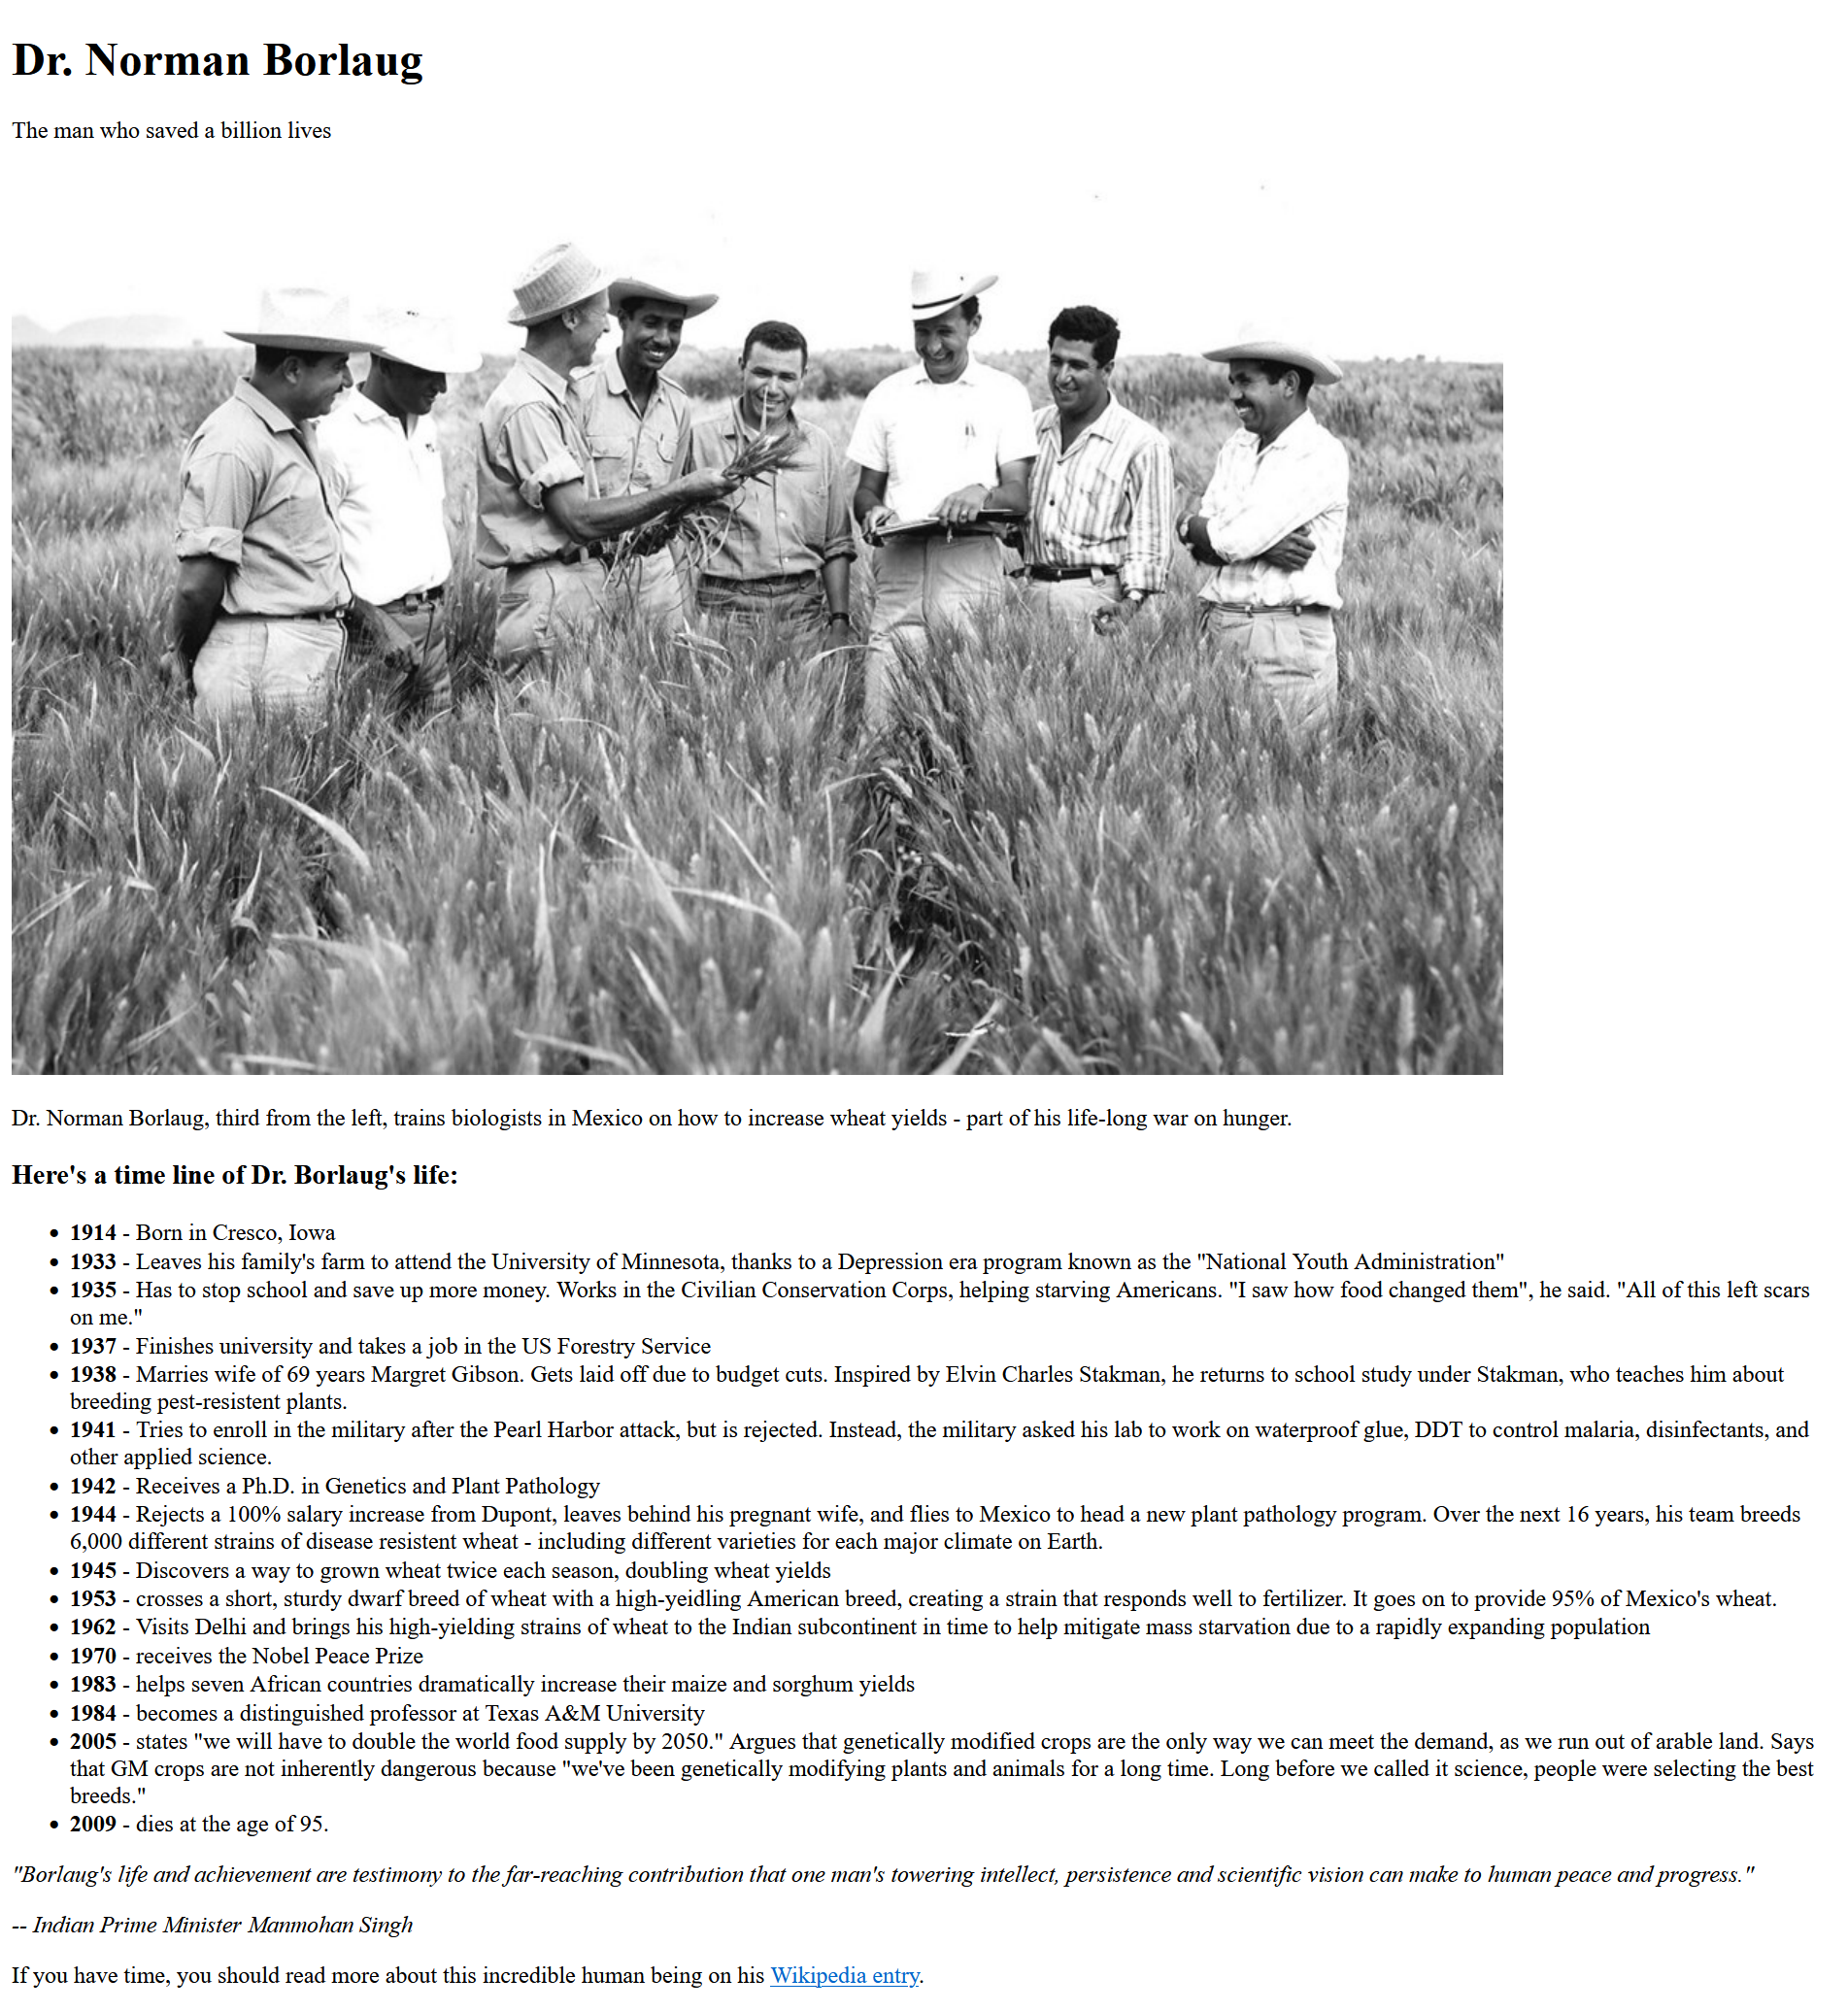 Dr. Norman Borlaug
The man who saved a billion lives
Dr. Norman Borlaug, third from the left, trains biologists in Mexico on how to increase wheat yields - part of his life-long war on hunger.
Here's a time line of Dr. Borlaug's life:
• 1914 - Born in Cresco, Iowa
• 1933 - Leaves his family's farm to attend the University of Minnesota, thanks to a Depression era program known as the "National Youth Administration"
• 1935 - Has to stop school and save up more money. Works in the Civilian Conservation Corps, helping starving Americans. "I saw how food changed them", he said. "All of this left scars
on me."
• 1937 - Finishes university and takes a job in the US Forestry Service
• 1938 - Marries wife of 69 years Margret Gibson. Gets laid off due to budget cuts. Inspired by Elvin Charles Stakman, he returns to school study under Stakman, who teaches him about
breeding pest-resistent plants.
• 1941 - Tries to enroll in the military after the Pearl Harbor attack, but is rejected. Instead, the military asked his lab to work on waterproof glue, DDT to control malaria, disinfectants, and
other applied science.
• 1942 - Receives a Ph.D. in Genetics and Plant Pathology
• 1944 - Rejects a 100% salary increase from Dupont, leaves behind his pregnant wife, and flies to Mexico to head a new plant pathology program. Over the next 16 years, his team breeds
6,000 different strains of disease resistent wheat - including different varieties for each major climate on Earth.
• 1945 - Discovers a way to grown wheat twice each season, doubling wheat yields
• 1953 - crosses a short, sturdy dwarf breed of wheat with a high-yeidling American breed, creating a strain that responds well to fertilizer. It goes on to provide 95% of Mexico's wheat.
• 1962 - Visits Delhi and brings his high-yielding strains of wheat to the Indian subcontinent in time to help mitigate mass starvation due to a rapidly expanding population
• 1970 - receives the Nobel Peace Prize
• 1983 - helps seven African countries dramatically increase their maize and sorghum yields
• 1984 - becomes a distinguished professor at Texas A&M University
• 2005 - states "we will have to double the world food supply by 2050." Argues that genetically modified crops are the only way we can meet the demand, as we run out of arable land. Says
that GM crops are not inherently dangerous because "we've been genetically modifying plants and animals for a long time. Long before we called it science, people were selecting the best
breeds."
• 2009 - dies at the age of 95.
"Borlaug's life and achievement are testimony to the far-reaching contribution that one man's towering intellect, persistence and scientific vision can make to human peace and progress."
-- Indian Prime Minister Manmohan Singh
If you have time, you should read more about this incredible human being on his Wikipedia entry.